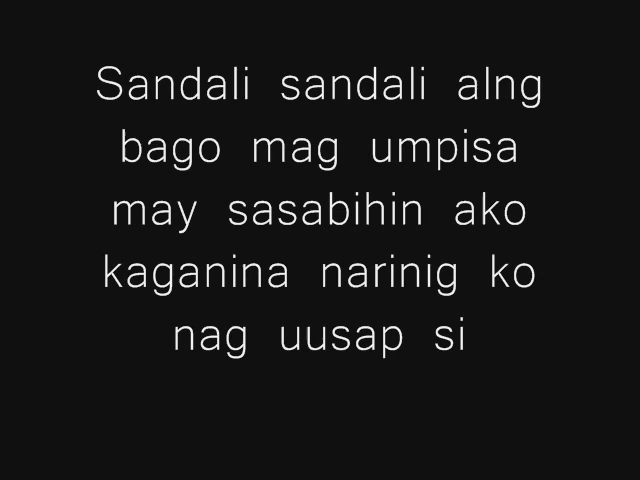 Sandali sandali alng
bago mag umpisa
may sasabihin ako
kaganina narinig ko
nag uusap si